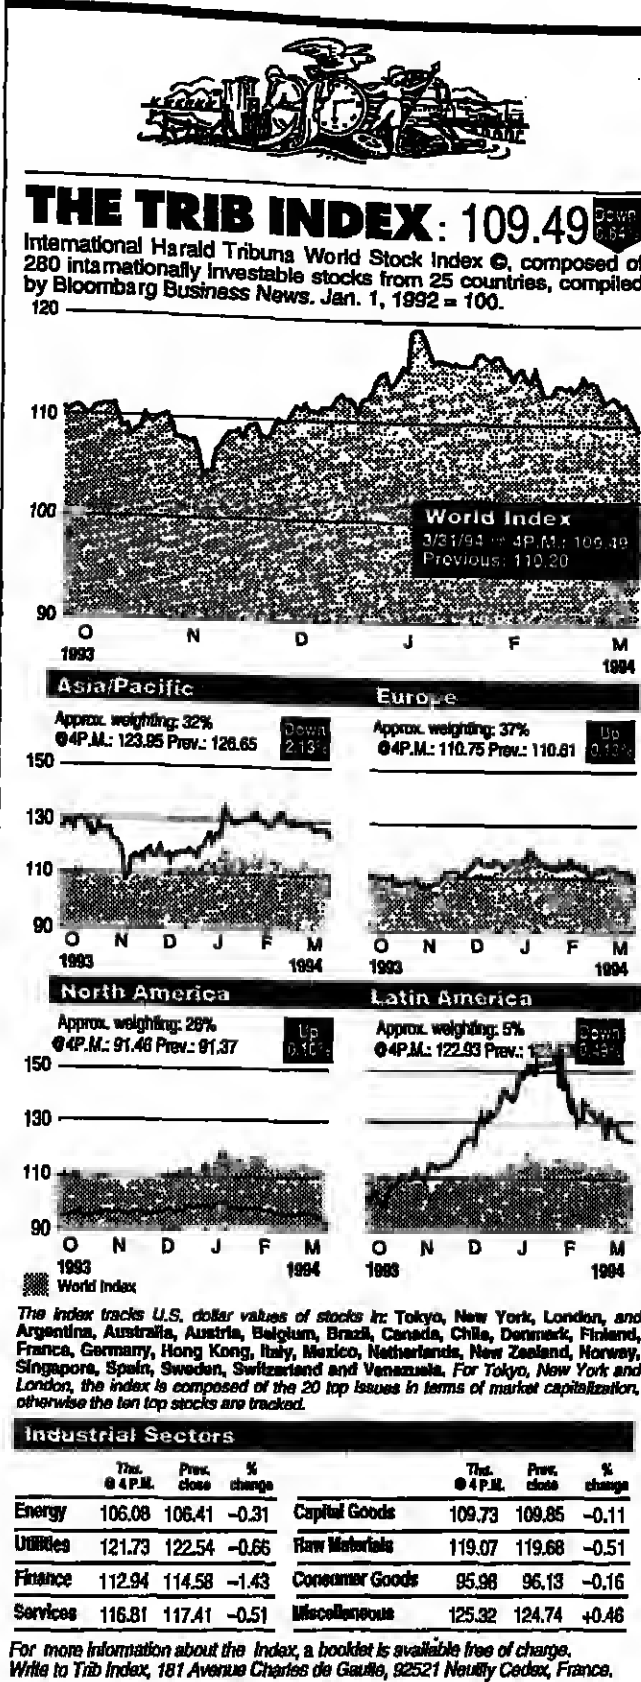 THE TRIB INDEX: 109.49 Down 0.64%
International Harald Tribuna World Stock Index ©, composed of
280 intarnationally investable stocks from 25 countries, compiled
by Bloombarg Business News. Jan. 1, 1992 = 100.
120
110
100
90
World Index
3/31/94 4P.M.: 109.49
Previous: 110.20
O N D J F M
1993 1994
Asia/Pacific
Approx. weighting: 32%
@4P.M.: 123.95 Prev.: 126.65
Down 2.13%
150
130
110
90
O N D J F M
1993 1994
Europe
Approx. weighting: 37%
@4P.M.: 110.75 Prev.: 110.61
Up 0.13%
O N D J F M
1993 1994
North America
Approx. weighting: 26%
@4P.M.: 91.46 Prev.: 91.37
Up 0.10%
150
130
110
90
O N D J F M
1993 1994
Latin America
Approx. weighting: 5%
@4P.M.: 122.93 Prev.:
Down
O N D J F M
1993 1994
World Index
The index tracks U.S. dollar values of stocks in: Tokyo, New York, London, and
Argentina, Australia, Austria, Belgium, Brazil, Canada, Chile, Denmark, Finland,
France, Germany, Hong Kong, Italy, Mexico, Netherlands, New Zealand, Norway,
Singapore, Spain, Sweden, Switzerland and Venezuela. For Tokyo, New York and
London, the index is composed of the 20 top issues in terms of market capitalization,
otherwise the ten top stocks are tracked.
Industrial Sectors
Thu. Prev. % Thu. Prev. %
@ 4 P.M. close change @ 4 P.M. close change
Energy 106.08 106.41 –0.31 Capital Goods 109.73 109.85 –0.11
Utilities 121.73 122.54 –0.66 Raw Materials 119.07 119.68 –0.51
Finance 112.94 114.58 –1.43 Consumer Goods 95.98 96.13 –0.16
Services 116.81 117.41 –0.51 Miscellaneous 125.32 124.74 +0.46
For more information about the Index, a booklet is available free of charge.
Write to Trib Index, 181 Avenue Charles de Gaulle, 92521 Neuilly Cedex, France.